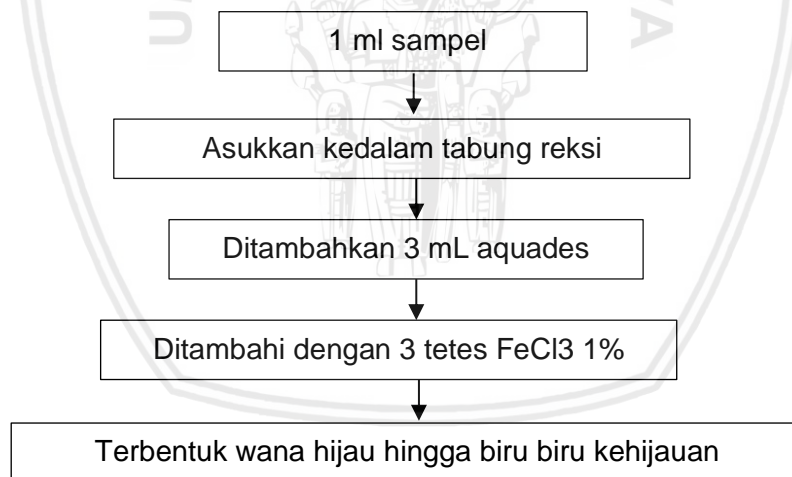 1 ml sampel
Asukkan kedalam tabung reksi
Ditambahkan 3 mL aquades
Ditambahi dengan 3 tetes FeCl3 1%
Terbentuk wana hijau hingga biru biru kehijauan